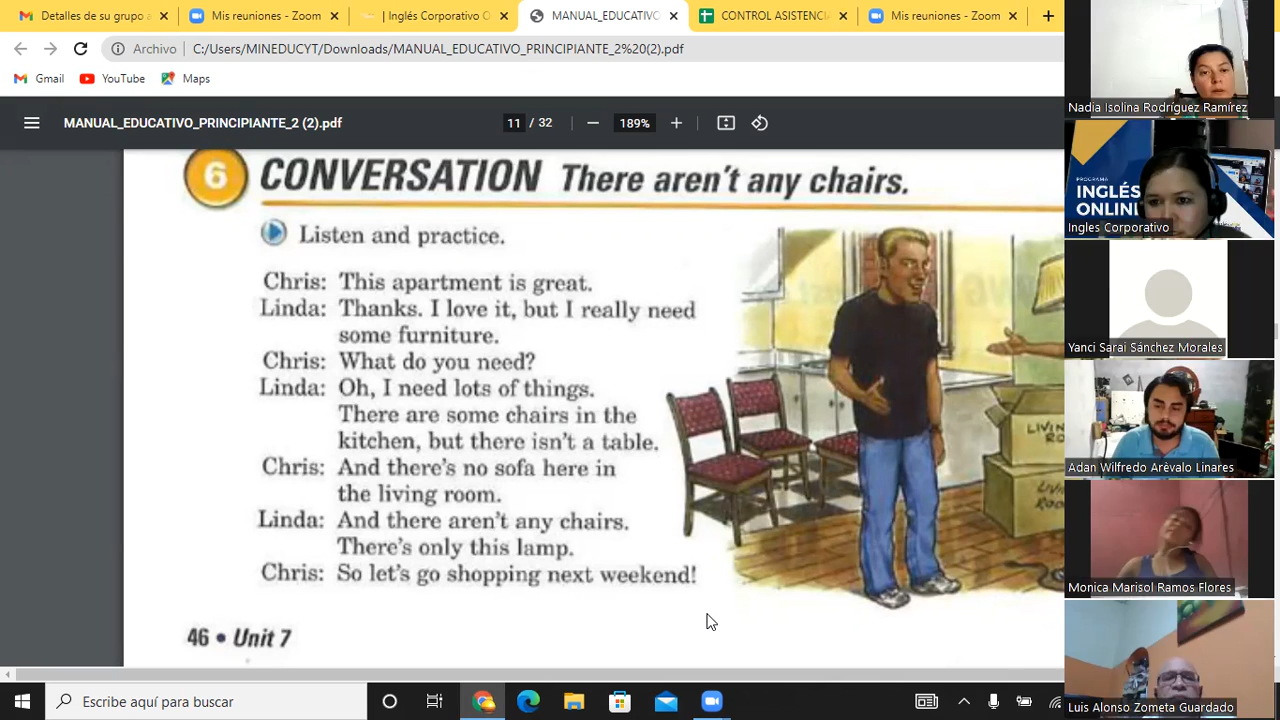 Detalles de su grupo a
Mis reuniones - Zoom
| Inglés Corporativo O
MANUAL_EDUCATIVO
CONTROL ASISTENCIA
Mis reuniones - Zoom
Archivo | C:/Users/MINEDUCYT/Downloads/MANUAL_EDUCATIVO_PRINCIPIANTE_2%20(2).pdf
Gmail YouTube Maps
MANUAL_EDUCATIVO_PRINCIPIANTE_2 (2).pdf
11 / 32
189%
6 CONVERSATION There aren't any chairs.
Listen and practice.
Chris: This apartment is great.
Linda: Thanks. I love it, but I really need
some furniture.
Chris: What do you need?
Linda: Oh, I need lots of things.
There are some chairs in the
kitchen, but there isn't a table.
Chris: And there's no sofa here in
the living room.
Linda: And there aren't any chairs.
There's only this lamp.
Chris: So let's go shopping next weekend!
46 • Unit 7
Nadia Isolina Rodríguez Ramírez
PROGRAMA
INGLÉS
ONLIN
Ingles Corporativo
Yanci Sarai Sánchez Morales
Adan Wilfredo Arèvalo Linares
Monica Marisol Ramos Flores
Luis Alonso Zometa Guardado
Escribe aquí para buscar